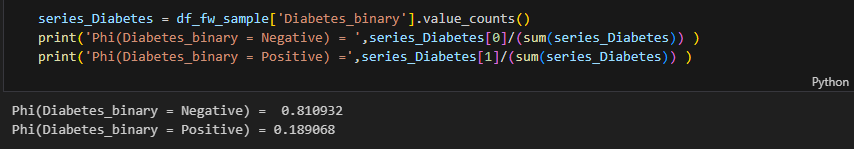 series_Diabetes = df_fw_sample['Diabetes_binary'].value_counts()
print('Phi(Diabetes_binary = Negative) = ',series_Diabetes[0]/(sum(series_Diabetes)) )
print('Phi(Diabetes_binary = Positive) =',series_Diabetes[1]/(sum(series_Diabetes)) )
Python
Phi(Diabetes_binary = Negative) =  0.810932
Phi(Diabetes_binary = Positive) = 0.189068